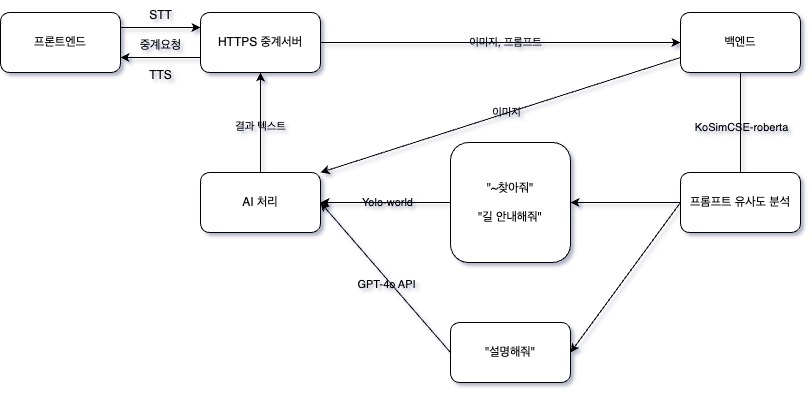 STT
프론트엔드
중계요청
HTTPS 중계서버
이미지, 프롬프트
백엔드
TTS
이미지
결과 텍스트
KoSimCSE-roberta
"~찾아줘"
"길 안내해줘"
AI 처리
Yolo-world
프롬프트 유사도 분석
GPT-4o API
"설명해줘"